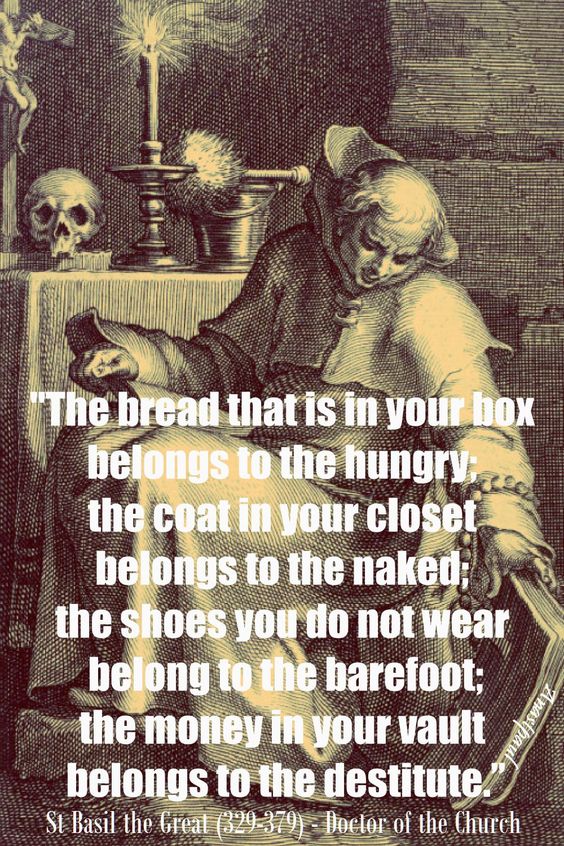 "The bread that is in your box
belongs to the hungry;
the coat in your closet
belongs to the naked;
the shoes you do not wear
belong to the barefoot;
the money in your vault
belongs to the destitute."
St Basil the Great (329-379) - Doctor of the Church
Anastpaul